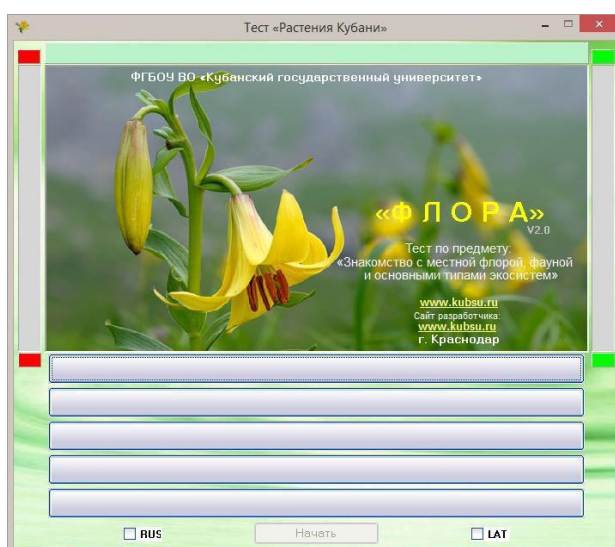 Тест «Растения Кубани»
ФГБОУ ВО «Кубанский государственный университет»
«Ф Л О Р А»
V2.0
Тест по предмету:
«Знакомство с местной флорой, фауной
и основными типами экосистем»
www.kubsu.ru
Сайт разработчика:
www.kubsu.ru
г. Краснодар
RUS
Начать
LAT